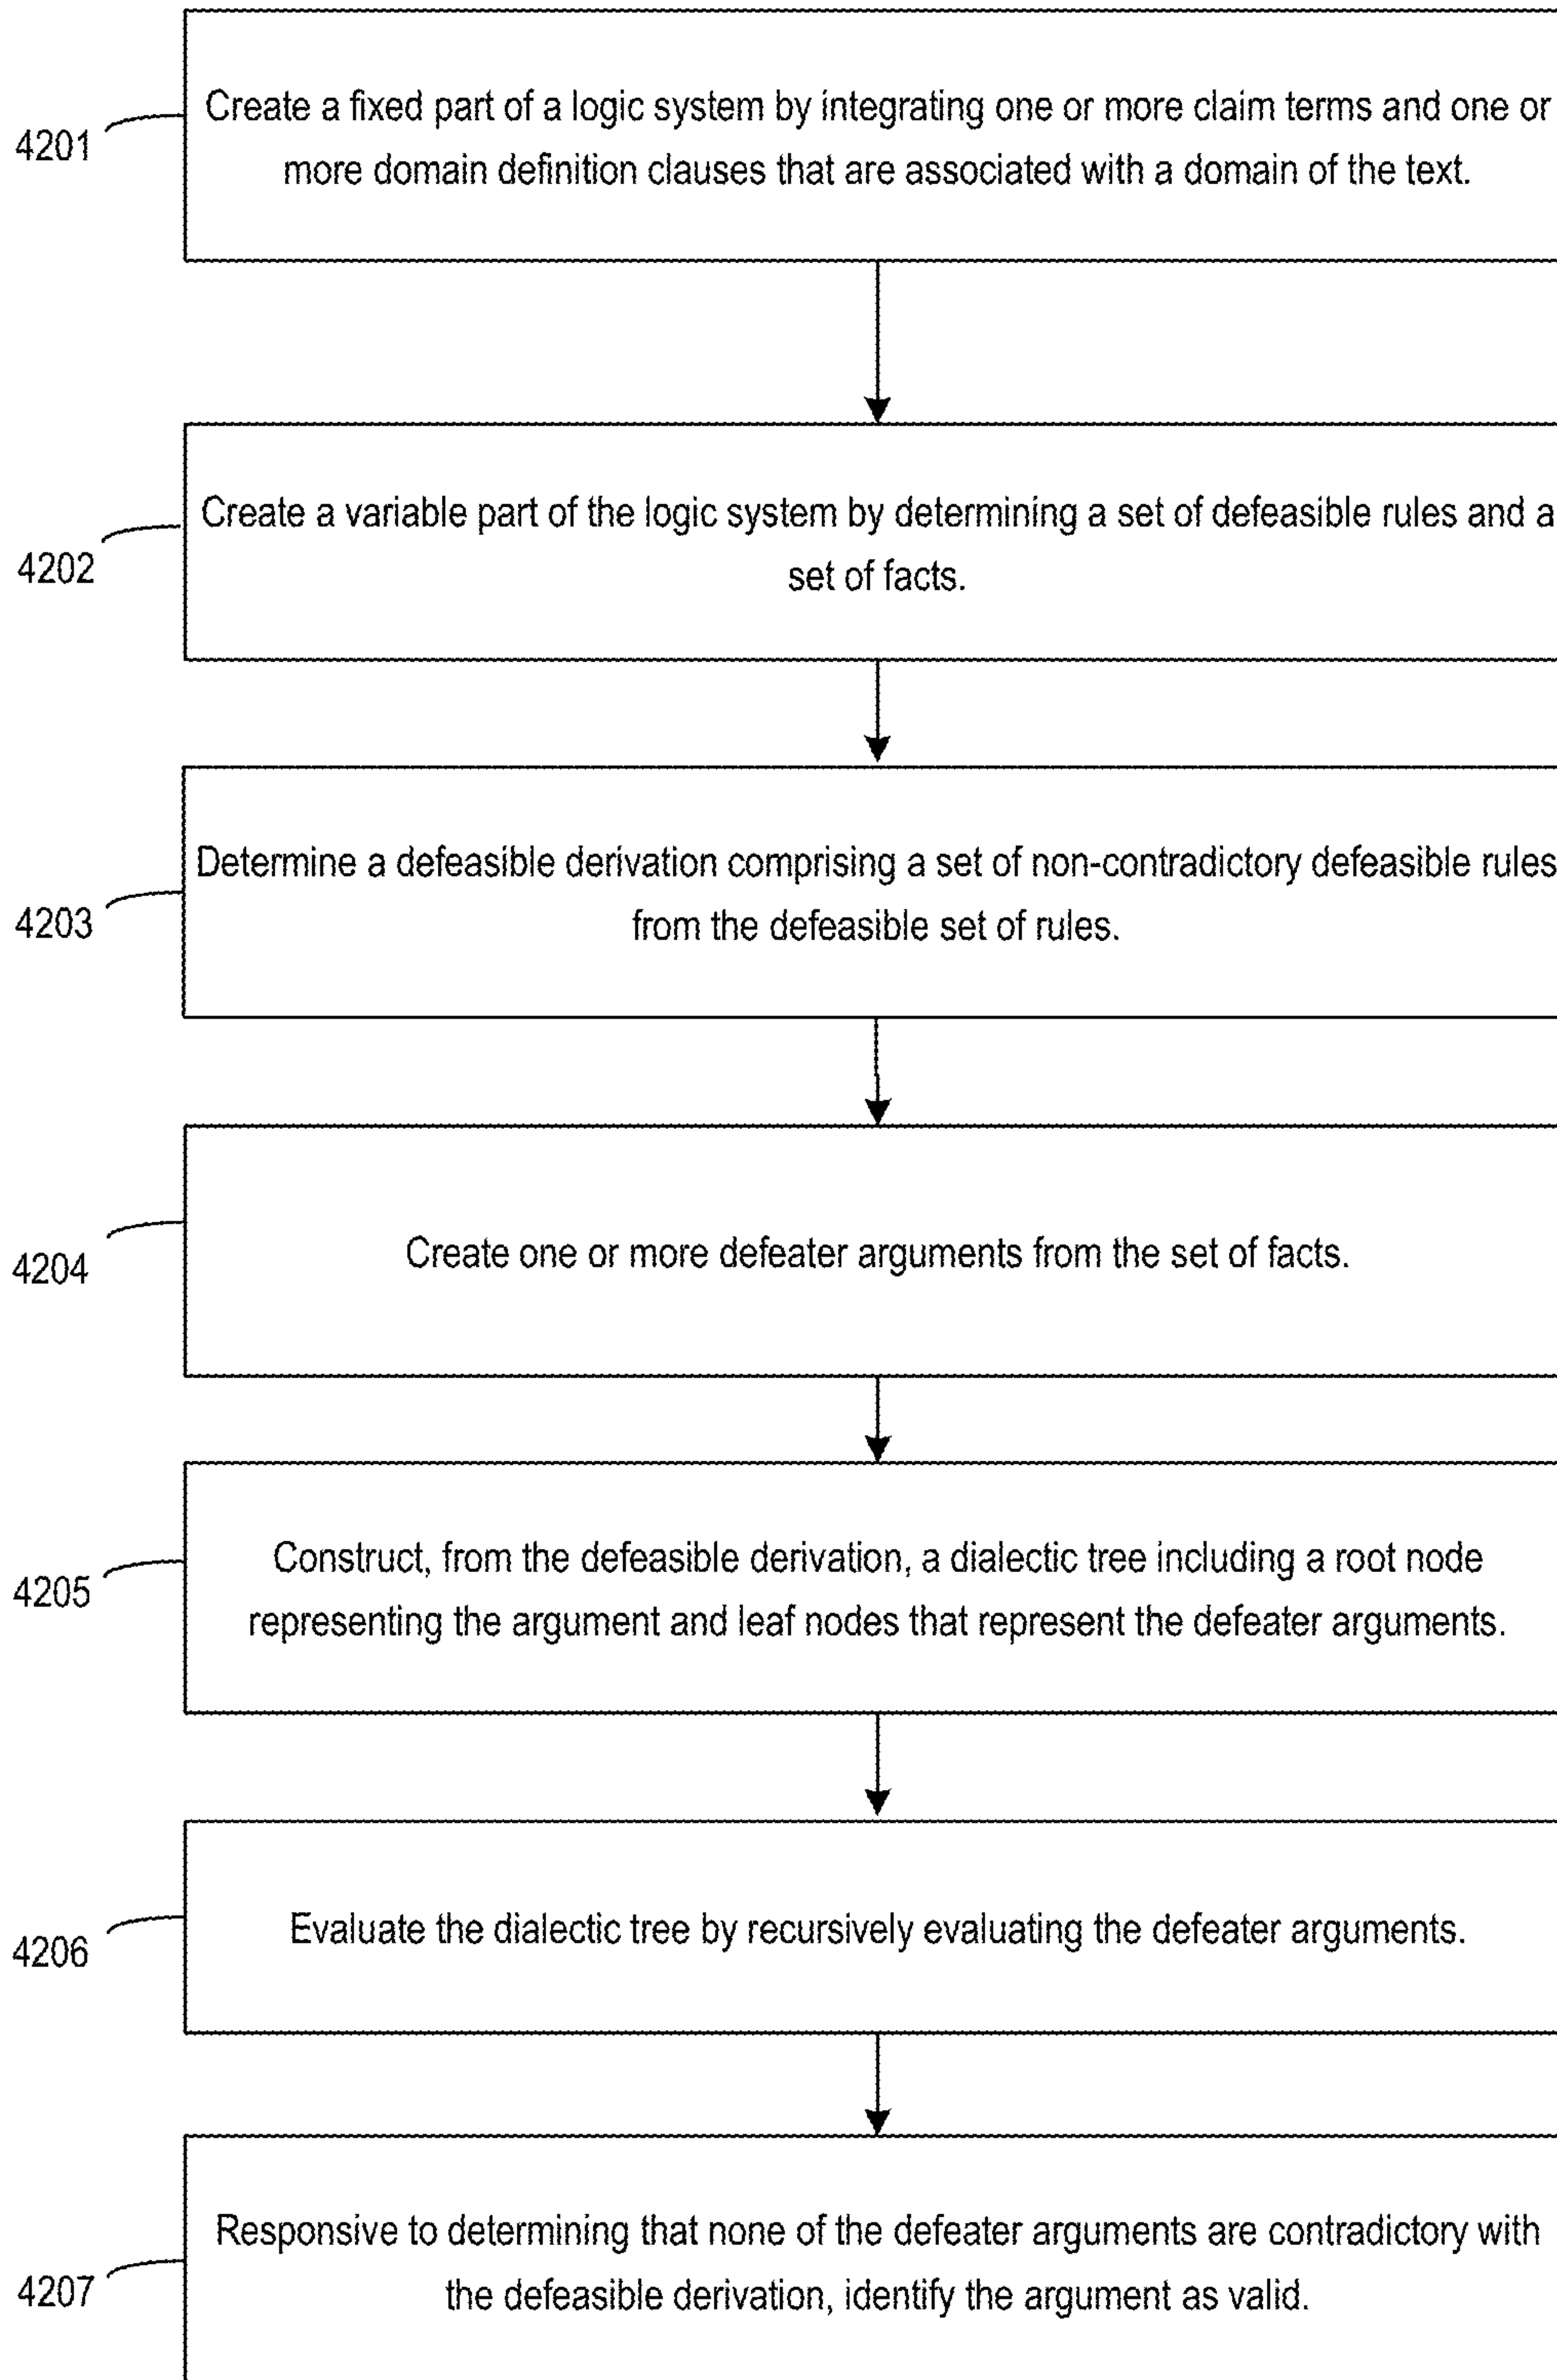 4201
Create a fixed part of a logic system by integrating one or more claim terms and one or
more domain definition clauses that are associated with a domain of the text.
4202
Create a variable part of the logic system by determining a set of defeasible rules and a
set of facts.
4203
Determine a defeasible derivation comprising a set of non-contradictory defeasible rules
from the defeasible set of rules.
4204
Create one or more defeater arguments from the set of facts.
4205
Construct, from the defeasible derivation, a dialectic tree including a root node
representing the argument and leaf nodes that represent the defeater arguments.
4206
Evaluate the dialectic tree by recursively evaluating the defeater arguments.
4207
Responsive to determining that none of the defeater arguments are contradictory with
the defeasible derivation, identify the argument as valid.